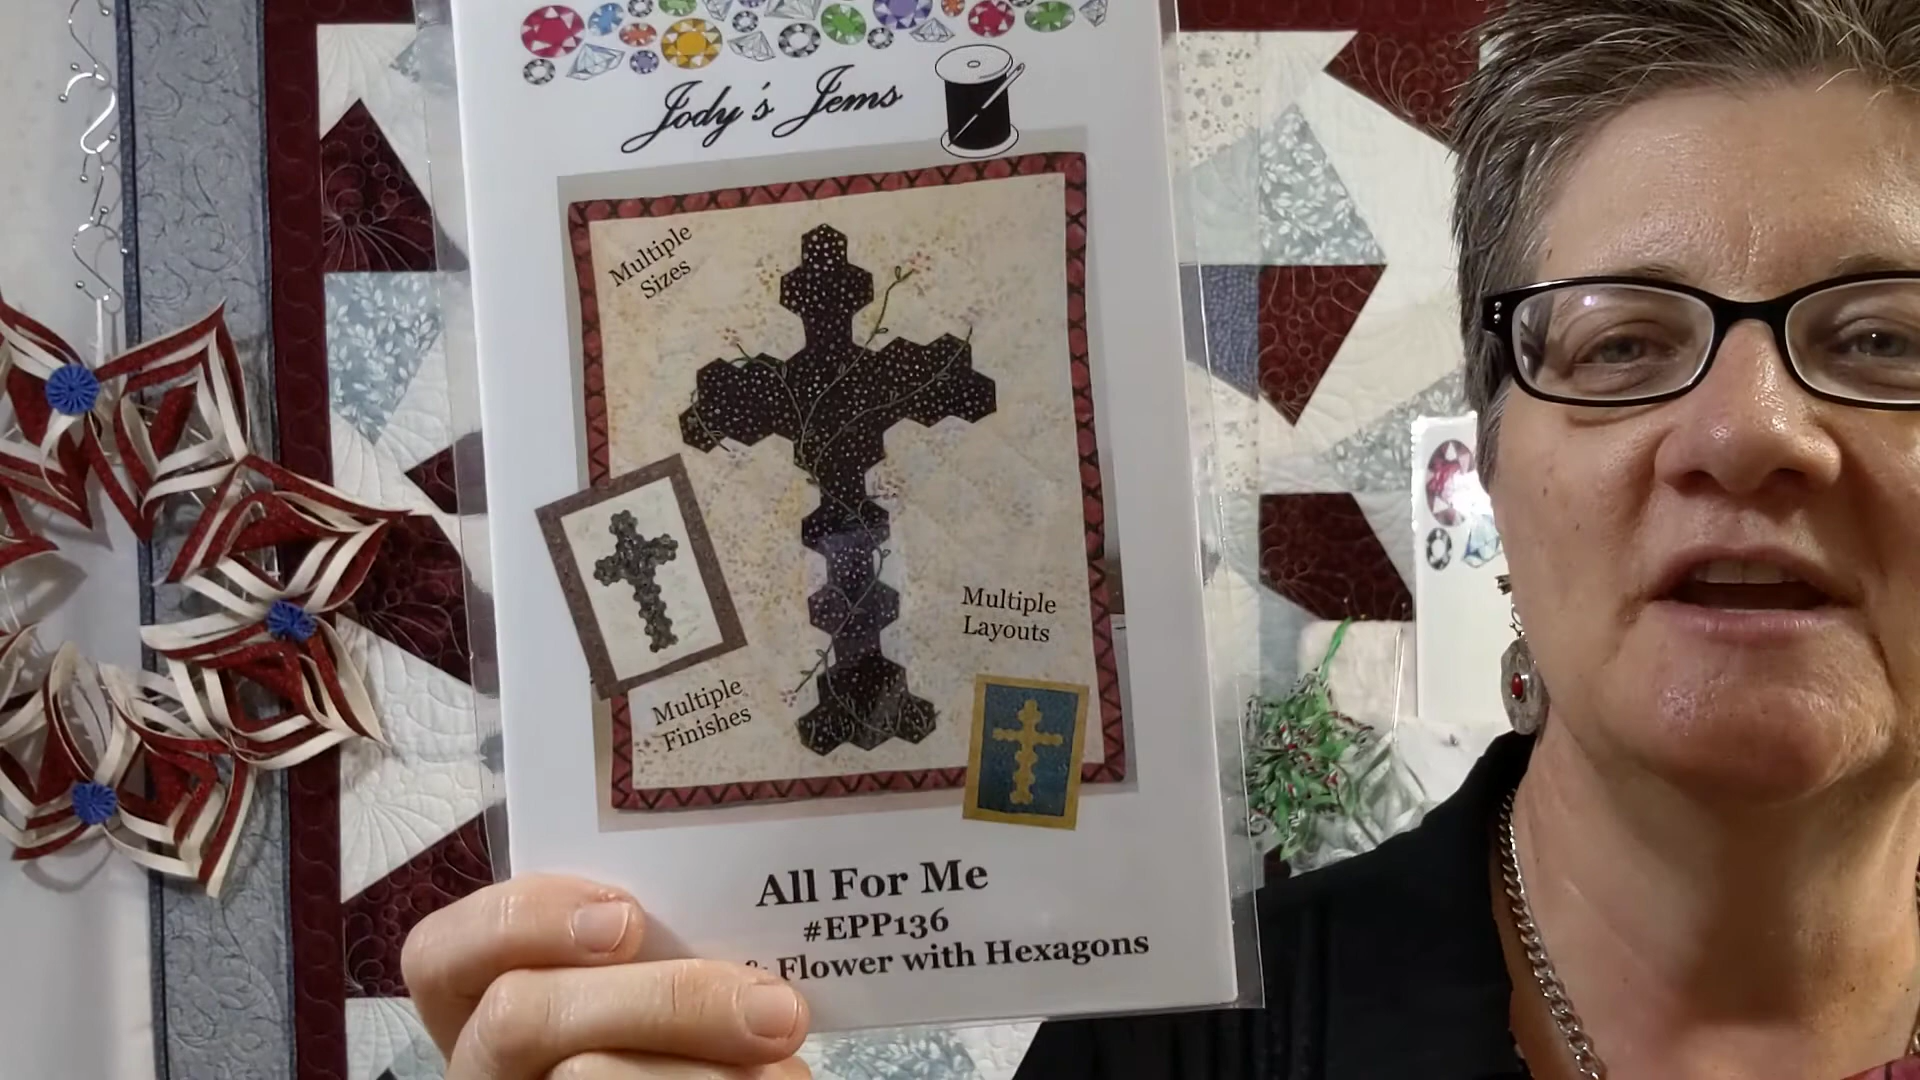 Jody's Jems
Multiple
Sizes
Multiple
Layouts
Multiple
Finishes
All For Me
#EPP136
& Flower with Hexagons